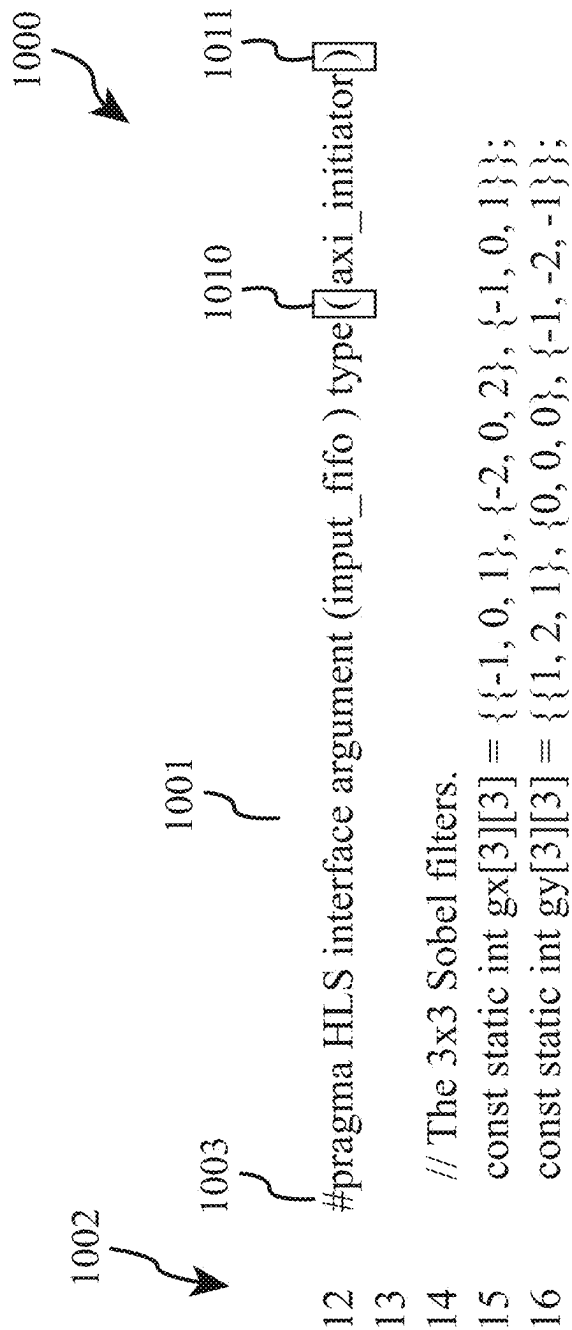 1000
1002
1003
1001
1010
1011
12 #pragma HLS interface argument (input_fifo ) type(axi_initiator)
13
14 // The 3x3 Sobel filters.
15 const static int gx[3][3] = {{-1, 0, 1}, {-2, 0, 2}, {-1, 0, 1}};
16 const static int gy[3][3] = {{1, 2, 1}, {0, 0, 0}, {-1, -2, -1}};